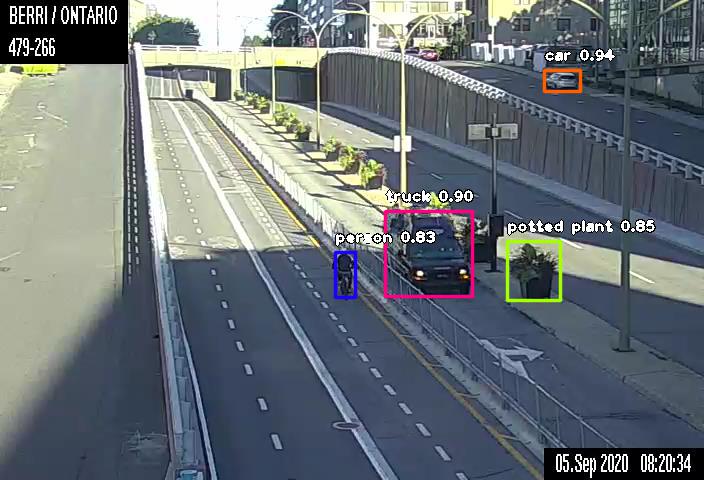 BERRI / ONTARIO
479-266
car 0.94
truck 0.90
potted plant 0.85
person 0.83
05.Sep 2020 08:20:34